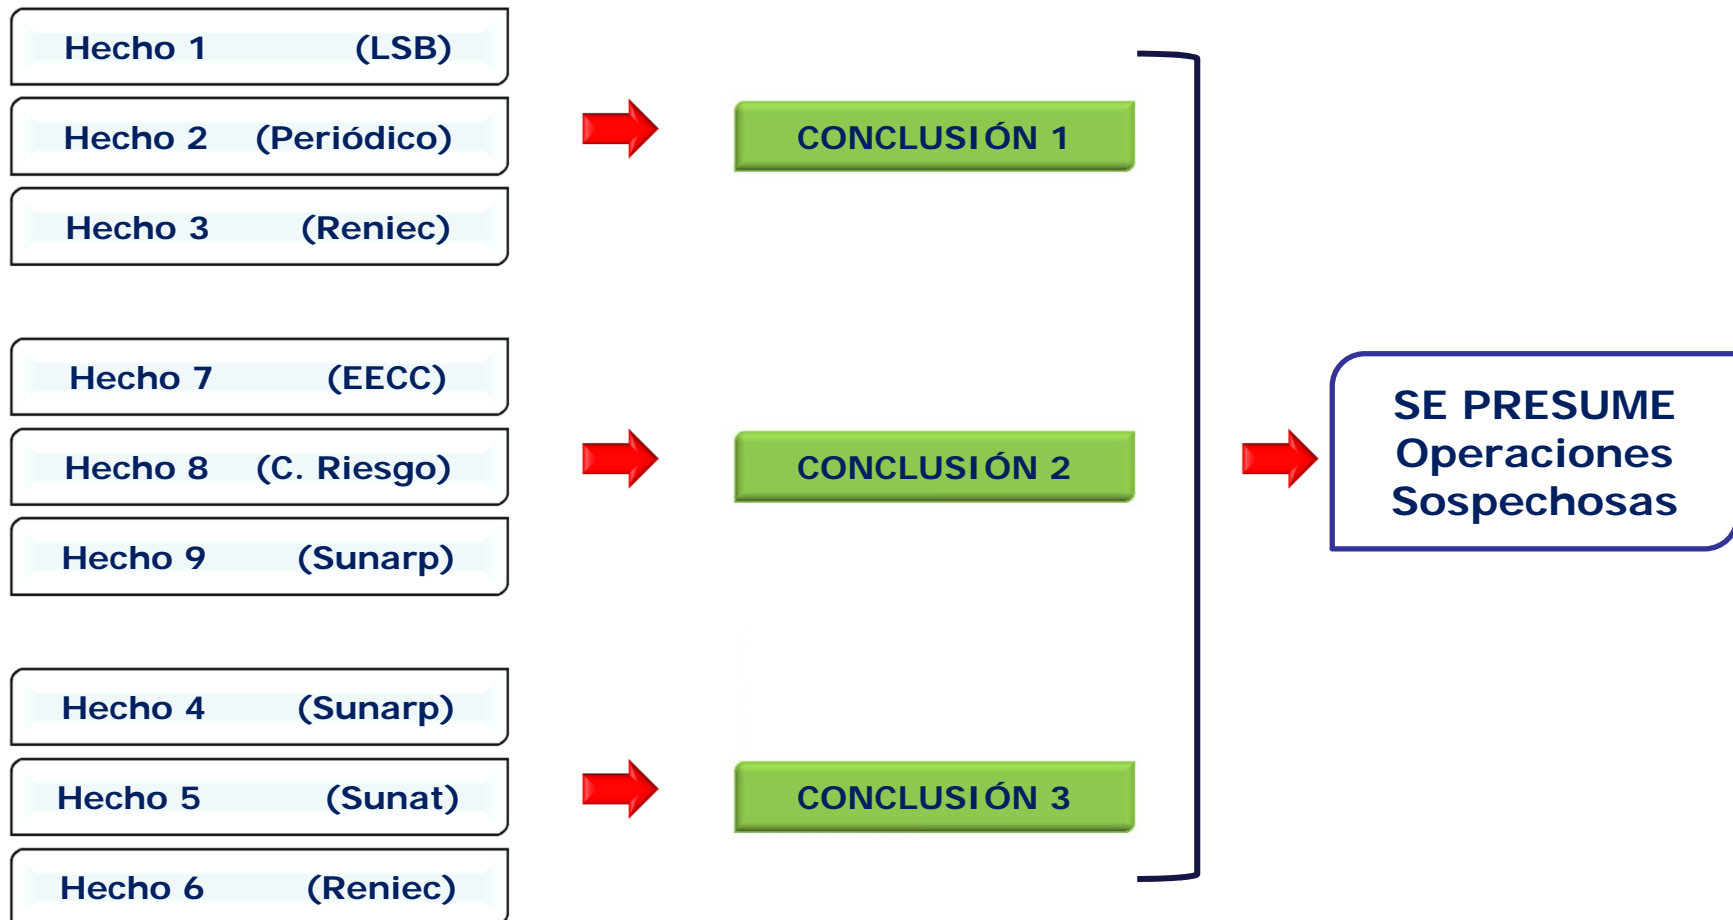 Hecho 1 (LSB)
Hecho 2 (Periódico)
Hecho 3 (Reniec)
CONCLUSIÓN 1
Hecho 7 (EECC)
Hecho 8 (C. Riesgo)
Hecho 9 (Sunarp)
CONCLUSIÓN 2
Hecho 4 (Sunarp)
Hecho 5 (Sunat)
Hecho 6 (Reniec)
CONCLUSIÓN 3
SE PRESUME
Operaciones
Sospechosas